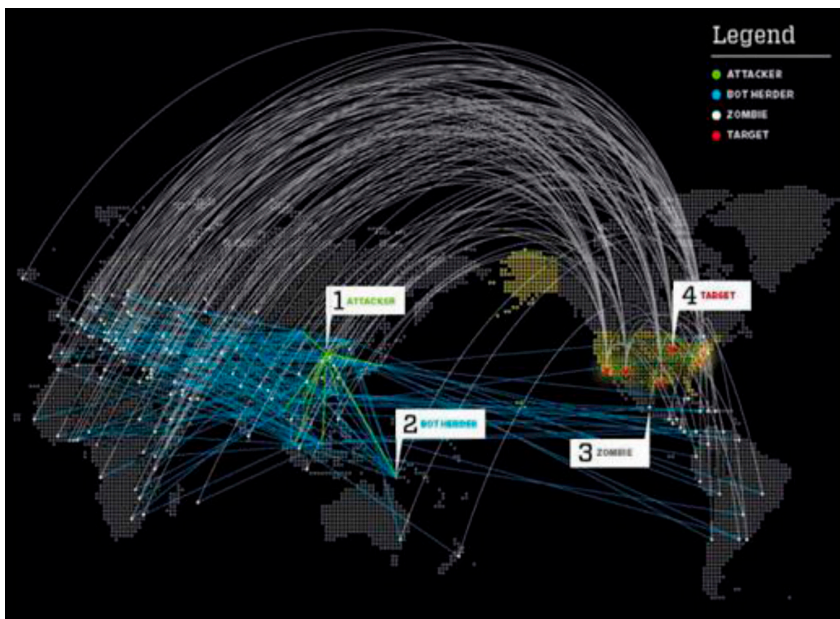 Legend
ATTACKER
BOT HERDER
ZOMBIE
TARGET
1 ATTACKER
2 BOT HERDER
3 ZOMBIE
4 TARGET